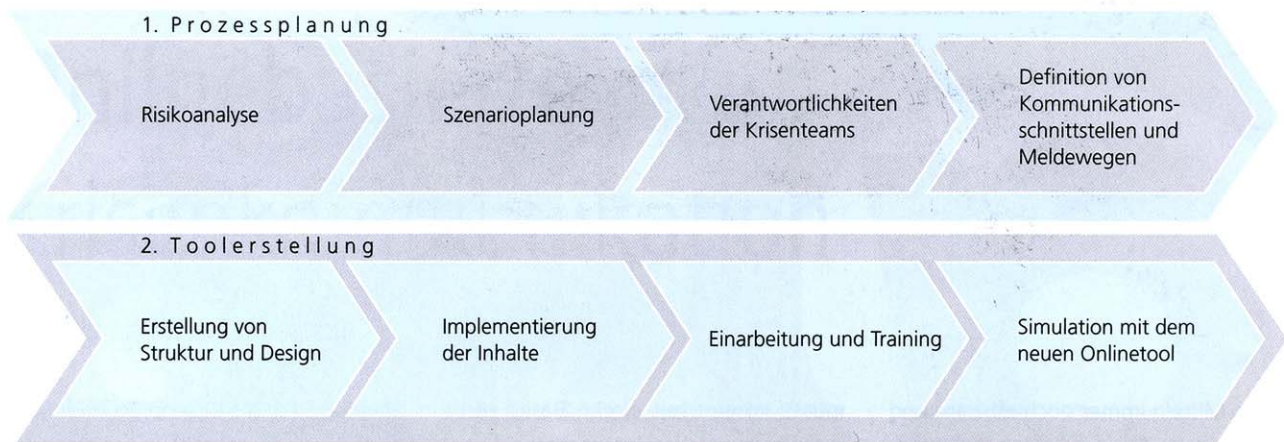 1. Prozessplanung
Risikoanalyse
Szenarioplanung
Verantwortlichkeiten
der Krisenteams
Definition von
Kommunikations-
schnittstellen und
Meldewegen
2. Toolerstellung
Erstellung von
Struktur und Design
Implementierung
der Inhalte
Einarbeitung und Training
Simulation mit dem
neuen Onlinetool